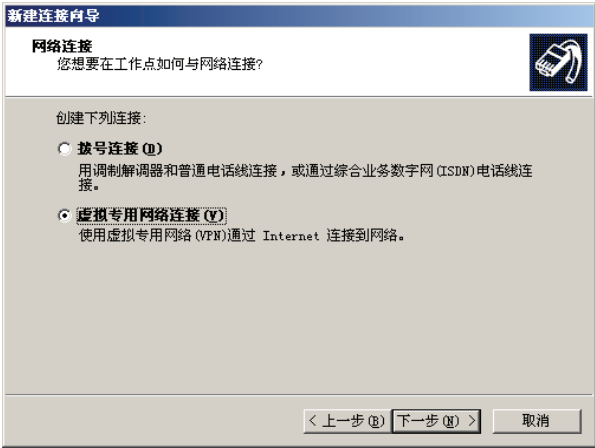 新建连接向导
网络连接
您想要在工作点如何与网络连接?
创建下列连接:
拨号连接(D)
用调制解调器和普通电话线连接，或通过综合业务数字网(ISDN)电话线连
接。
虚拟专用网络连接(V)
使用虚拟专用网络(VPN)通过 Internet 连接到网络。
< 上一步(B) 下一步(N) > 取消